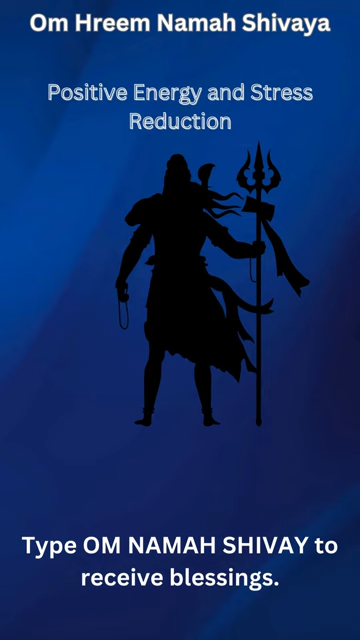 Om Hreem Namah Shivaya
Positive Energy and Stress
Reduction
Type OM NAMAH SHIVAY to
receive blessings.